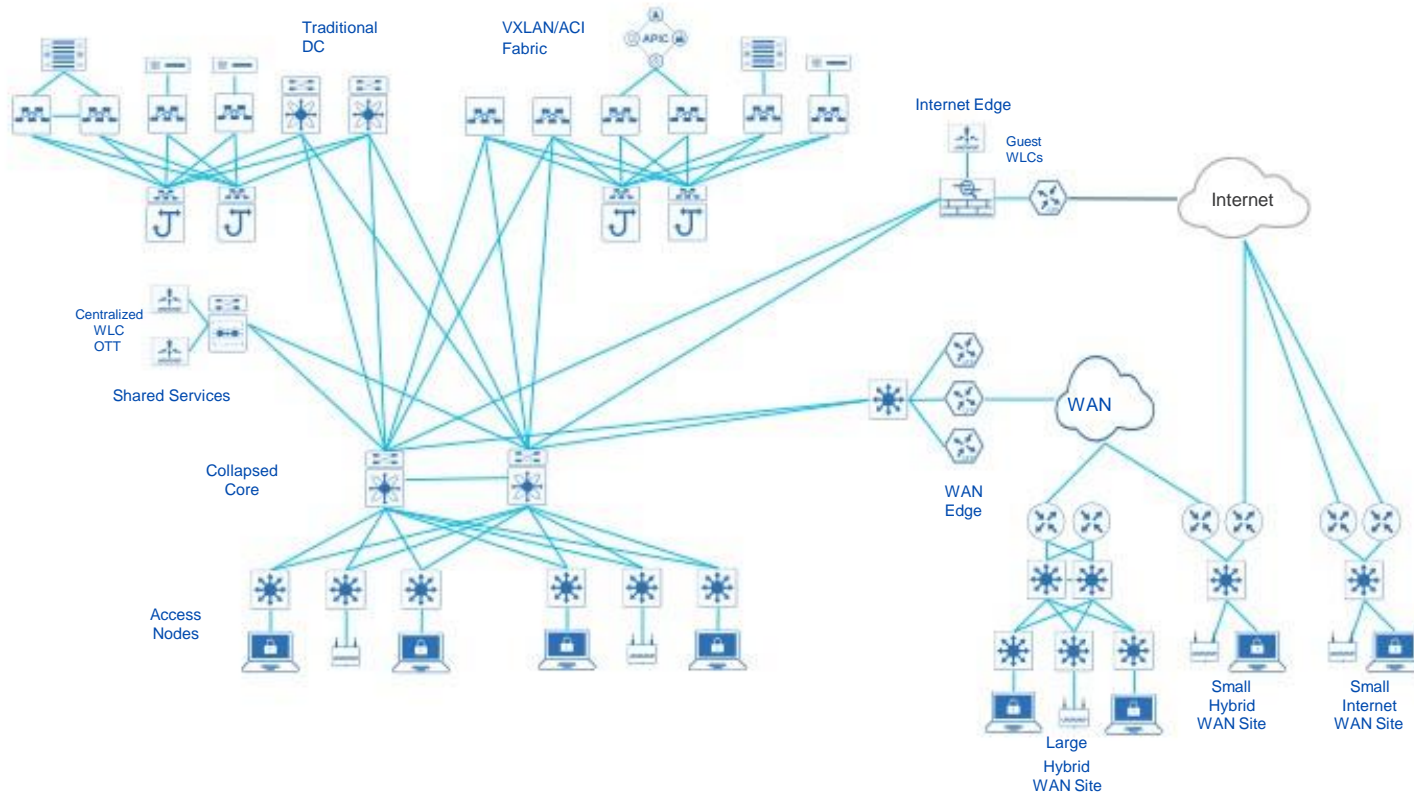 Traditional
DC
VXLAN/ACI
Fabric
A
APIC
Internet Edge
Guest
WLCs
Internet
Centralized
WLC
OTT
Shared Services
WAN
Collapsed
Core
WAN
Edge
Access
Nodes
Small
Hybrid
WAN Site
Small
Internet
WAN Site
Large
Hybrid
WAN Site